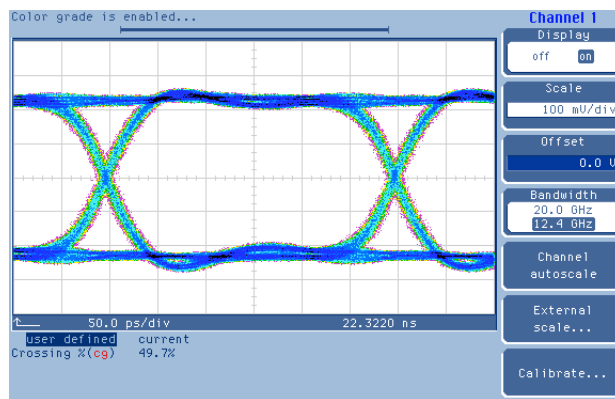 Color grade is enabled...
Channel 1
Display
off on
Scale
100 mV/div
Offset
0.0 V
Bandwidth
20.0 GHz
12.4 GHz
Channel
autoscale
External
scale...
Calibrate...
50.0 ps/div 22.3220 ns
user defined current
Crossing %(cg) 49.7%